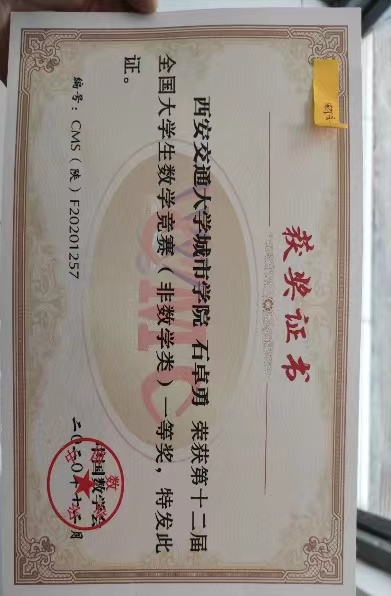 获奖证书
西安交通大学城市学院 石卓勇 荣获第十二届
全国大学生数学竞赛（非数学类）一等奖，特发此
证。
编号：CMS（陕）F20201257
中国数学会
二〇二〇年十二月
CMC